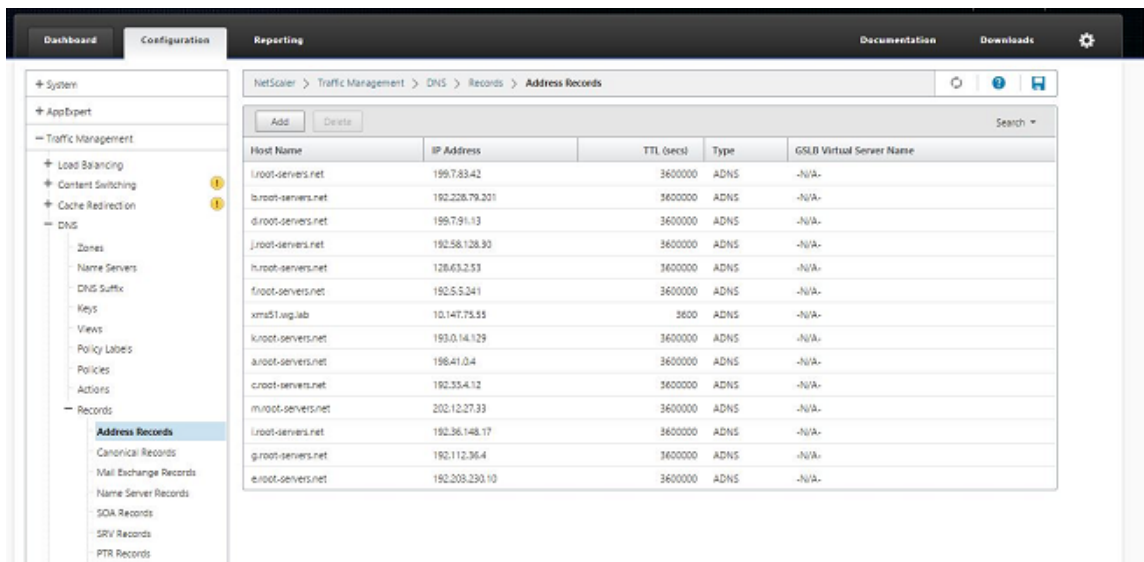 Dashboard Configuration Reporting Documentation Downloads
+ System
NetScaler > Traffic Management > DNS > Records > Address Records
+ AppExpert
Add Delete Search
— Traffic Management
Host Name IP Address TTL (secs) Type GSLB Virtual Server Name
+ Load Balancing
l.root-servers.net 199.7.83.42 3600000 ADNS -N/A-
+ Content Switching
b.root-servers.net 192.228.79.201 3600000 ADNS -N/A-
+ Cache Redirection
d.root-servers.net 199.7.91.13 3600000 ADNS -N/A-
— DNS
Zones
j.root-servers.net 192.58.128.30 3600000 ADNS -N/A-
Name Servers
h.root-servers.net 128.63.2.53 3600000 ADNS -N/A-
DNS Suffix
f.root-servers.net 192.5.5.241 3600000 ADNS -N/A-
Keys
xms51.wg.lab 10.147.75.55 3600 ADNS -N/A-
Views
k.root-servers.net 193.0.14.129 3600000 ADNS -N/A-
Policy Labels
a.root-servers.net 198.41.0.4 3600000 ADNS -N/A-
Policies
c.root-servers.net 192.33.4.12 3600000 ADNS -N/A-
Actions
— Records
m.root-servers.net 202.12.27.33 3600000 ADNS -N/A-
Address Records
i.root-servers.net 192.36.148.17 3600000 ADNS -N/A-
Canonical Records
g.root-servers.net 192.112.36.4 3600000 ADNS -N/A-
Mail Exchange Records
e.root-servers.net 192.203.230.10 3600000 ADNS -N/A-
Name Server Records
SOA Records
SRV Records
PTR Records